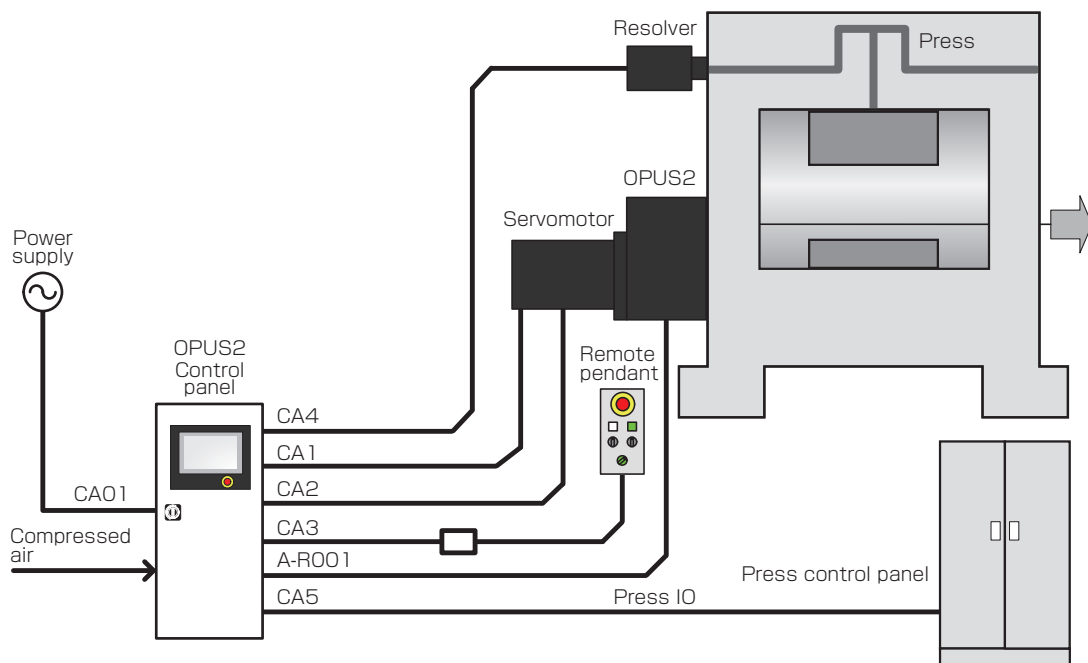 Resolver
Press
OPUS2
Servomotor
Power
supply
OPUS2
Control
panel
Remote
pendant
CA4
CA1
CA2
CA01
CA3
Compressed
air
A-R001
CA5
Press IO
Press control panel